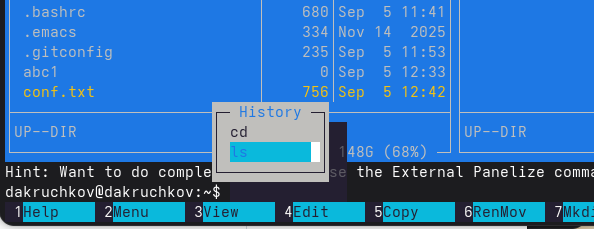 .bashrc 680 Sep 5 11:41
.emacs 334 Nov 14 2025
.gitconfig 235 Sep 5 11:53
abc1 0 Sep 5 12:33
conf.txt 756 Sep 5 12:42
History
cd
UP--DIR
ls
148G (68%)
UP--DIR
Hint: Want to do comple se the External Panelize comma
dakruchkov@dakruchkov:~$
1Help 2Menu 3View 4Edit 5Copy 6RenMov 7Mkdi